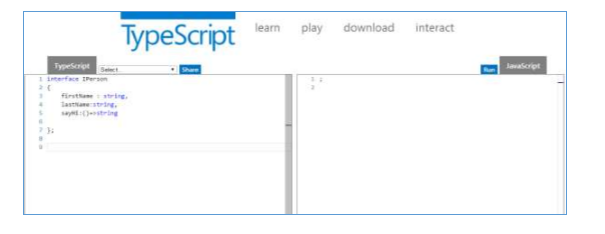 TypeScript learn play download interact
TypeScript Select... Share
Run JavaScript
1 interface IPerson
2 {
3 firstName : string,
4 lastName:string,
5 sayHi:()=>string
6
7 };
8
9
1 ;
2